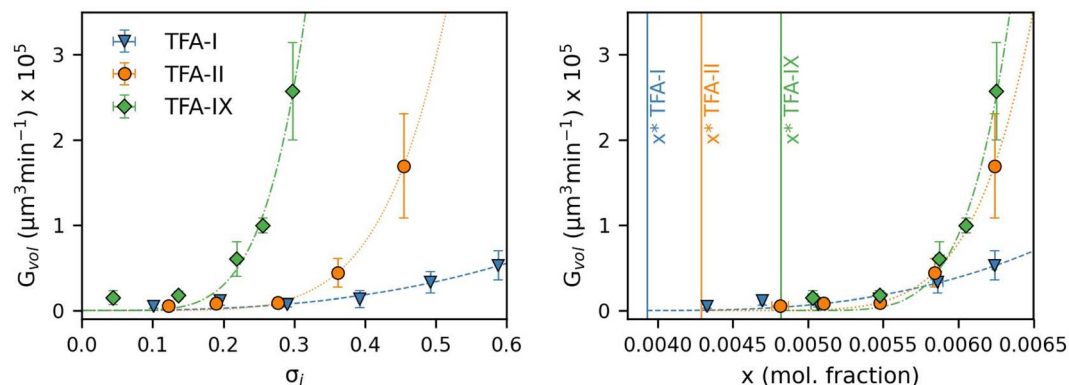 G_vol (μm³min⁻¹) x 10⁵
3
2
1
0
TFA-I
TFA-II
TFA-IX
0.0 0.1 0.2 0.3 0.4 0.5 0.6
σ_i
G_vol (μm³min⁻¹) x 10⁵
3
2
1
0
x* TFA-I
x* TFA-II
x* TFA-IX
0.0040 0.0045 0.0050 0.0055 0.0060 0.0065
x (mol. fraction)